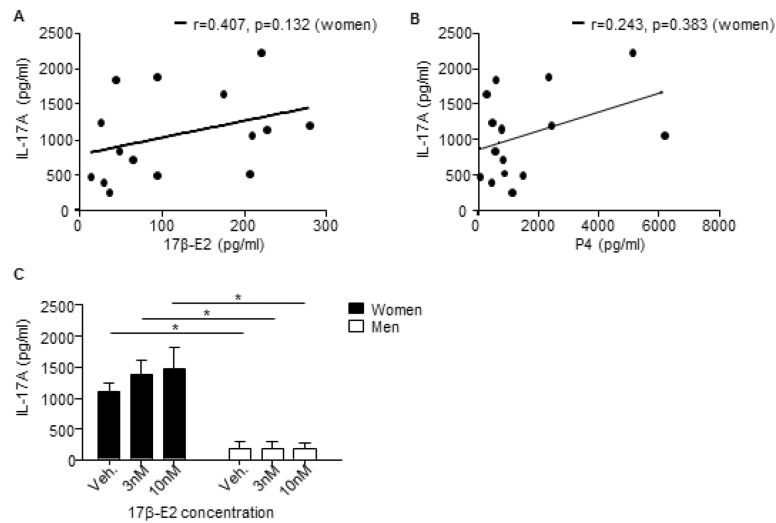 A
r=0.407, p=0.132 (women)
IL-17A (pg/ml)
2500
2000
1500
1000
500
0
0
100
200
300
17β-E2 (pg/ml)
B
r=0.243, p=0.383 (women)
IL-17A (pg/ml)
2500
2000
1500
1000
500
0
0
2000
4000
6000
8000
P4 (pg/ml)
C
IL-17A (pg/ml)
2500
2000
1500
1000
500
0
*
*
*
Women
Men
Veh.
3nM
10nM
Veh.
3nM
10nM
17β-E2 concentration